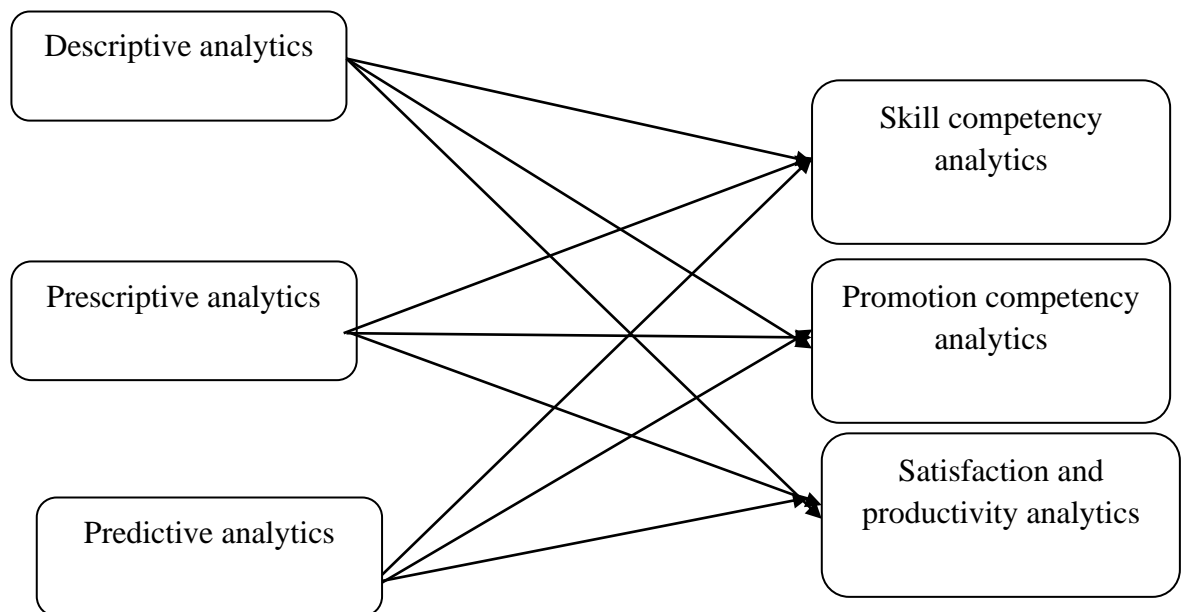 Descriptive analytics
Prescriptive analytics
Predictive analytics
Skill competency
analytics
Promotion competency
analytics
Satisfaction and
productivity analytics